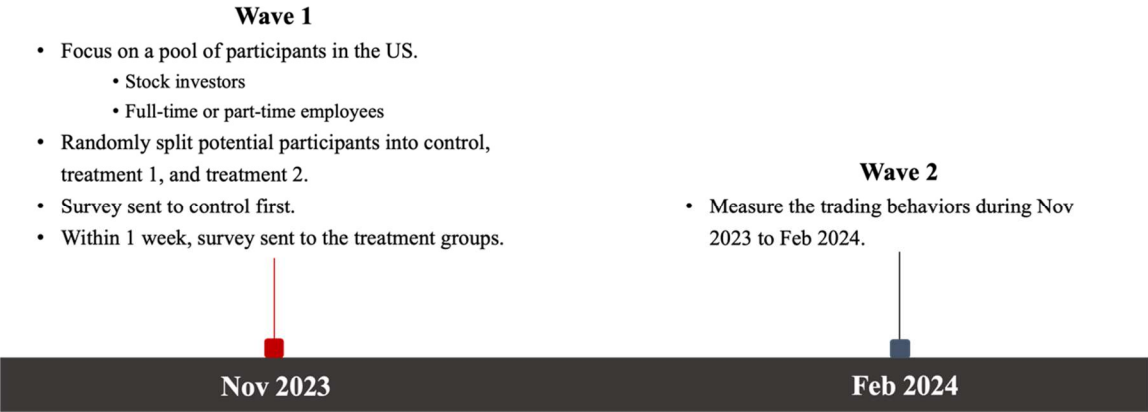 Wave 1
• Focus on a pool of participants in the US.
• Stock investors
• Full-time or part-time employees
• Randomly split potential participants into control,
treatment 1, and treatment 2.
• Survey sent to control first.
• Within 1 week, survey sent to the treatment groups.
Wave 2
• Measure the trading behaviors during Nov
2023 to Feb 2024.
Nov 2023
Feb 2024